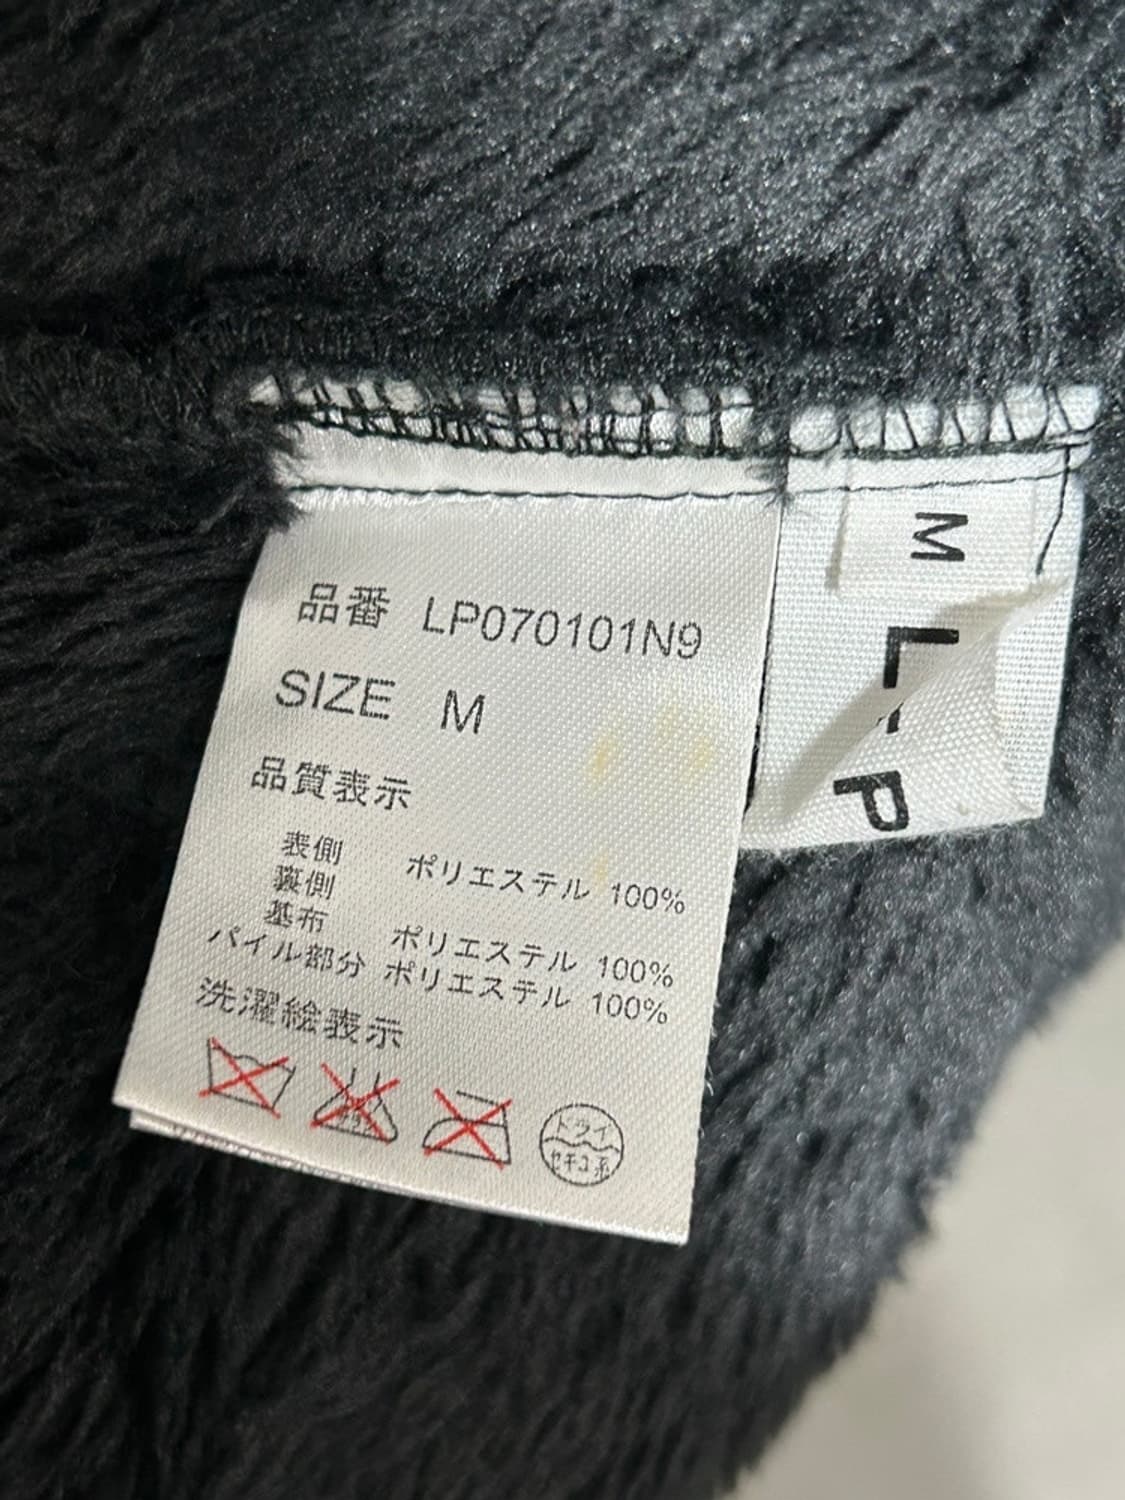 品番 LP070101N9
SIZE M
品質表示
表側 ポリエステル 100%
裏側
基布 ポリエステル 100%
パイル部分 ポリエステル 100%
洗濯絵表示
ドライ
セキユ系
M
L-P